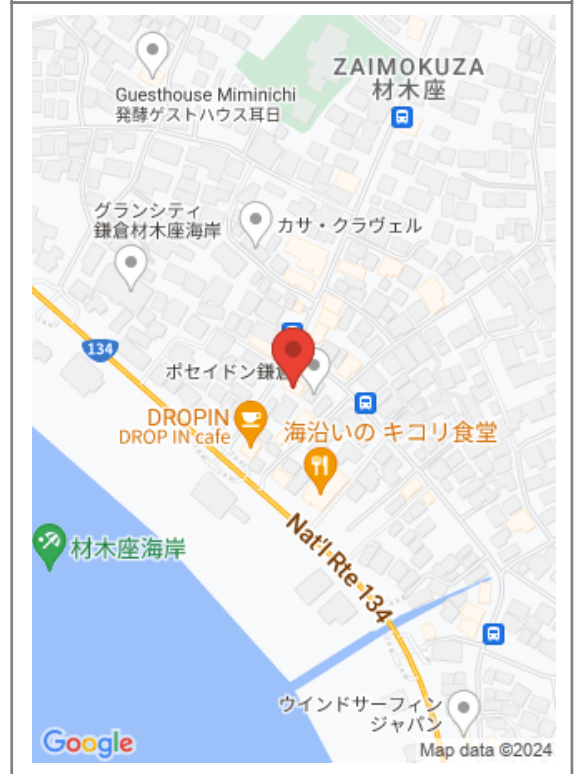 ZAIMOKUZA
材木座
Guesthouse Miminichi
発酵ゲストハウス耳日
グランシティ
鎌倉材木座海岸
カサ・クラヴェル
134
ポセイドン鎌倉
DROPIN
DROP IN cafe
海沿いの キコリ食堂
Nat'l Rte 134
材木座海岸
ウインドサーフィン
ジャパン
Google
Map data ©2024